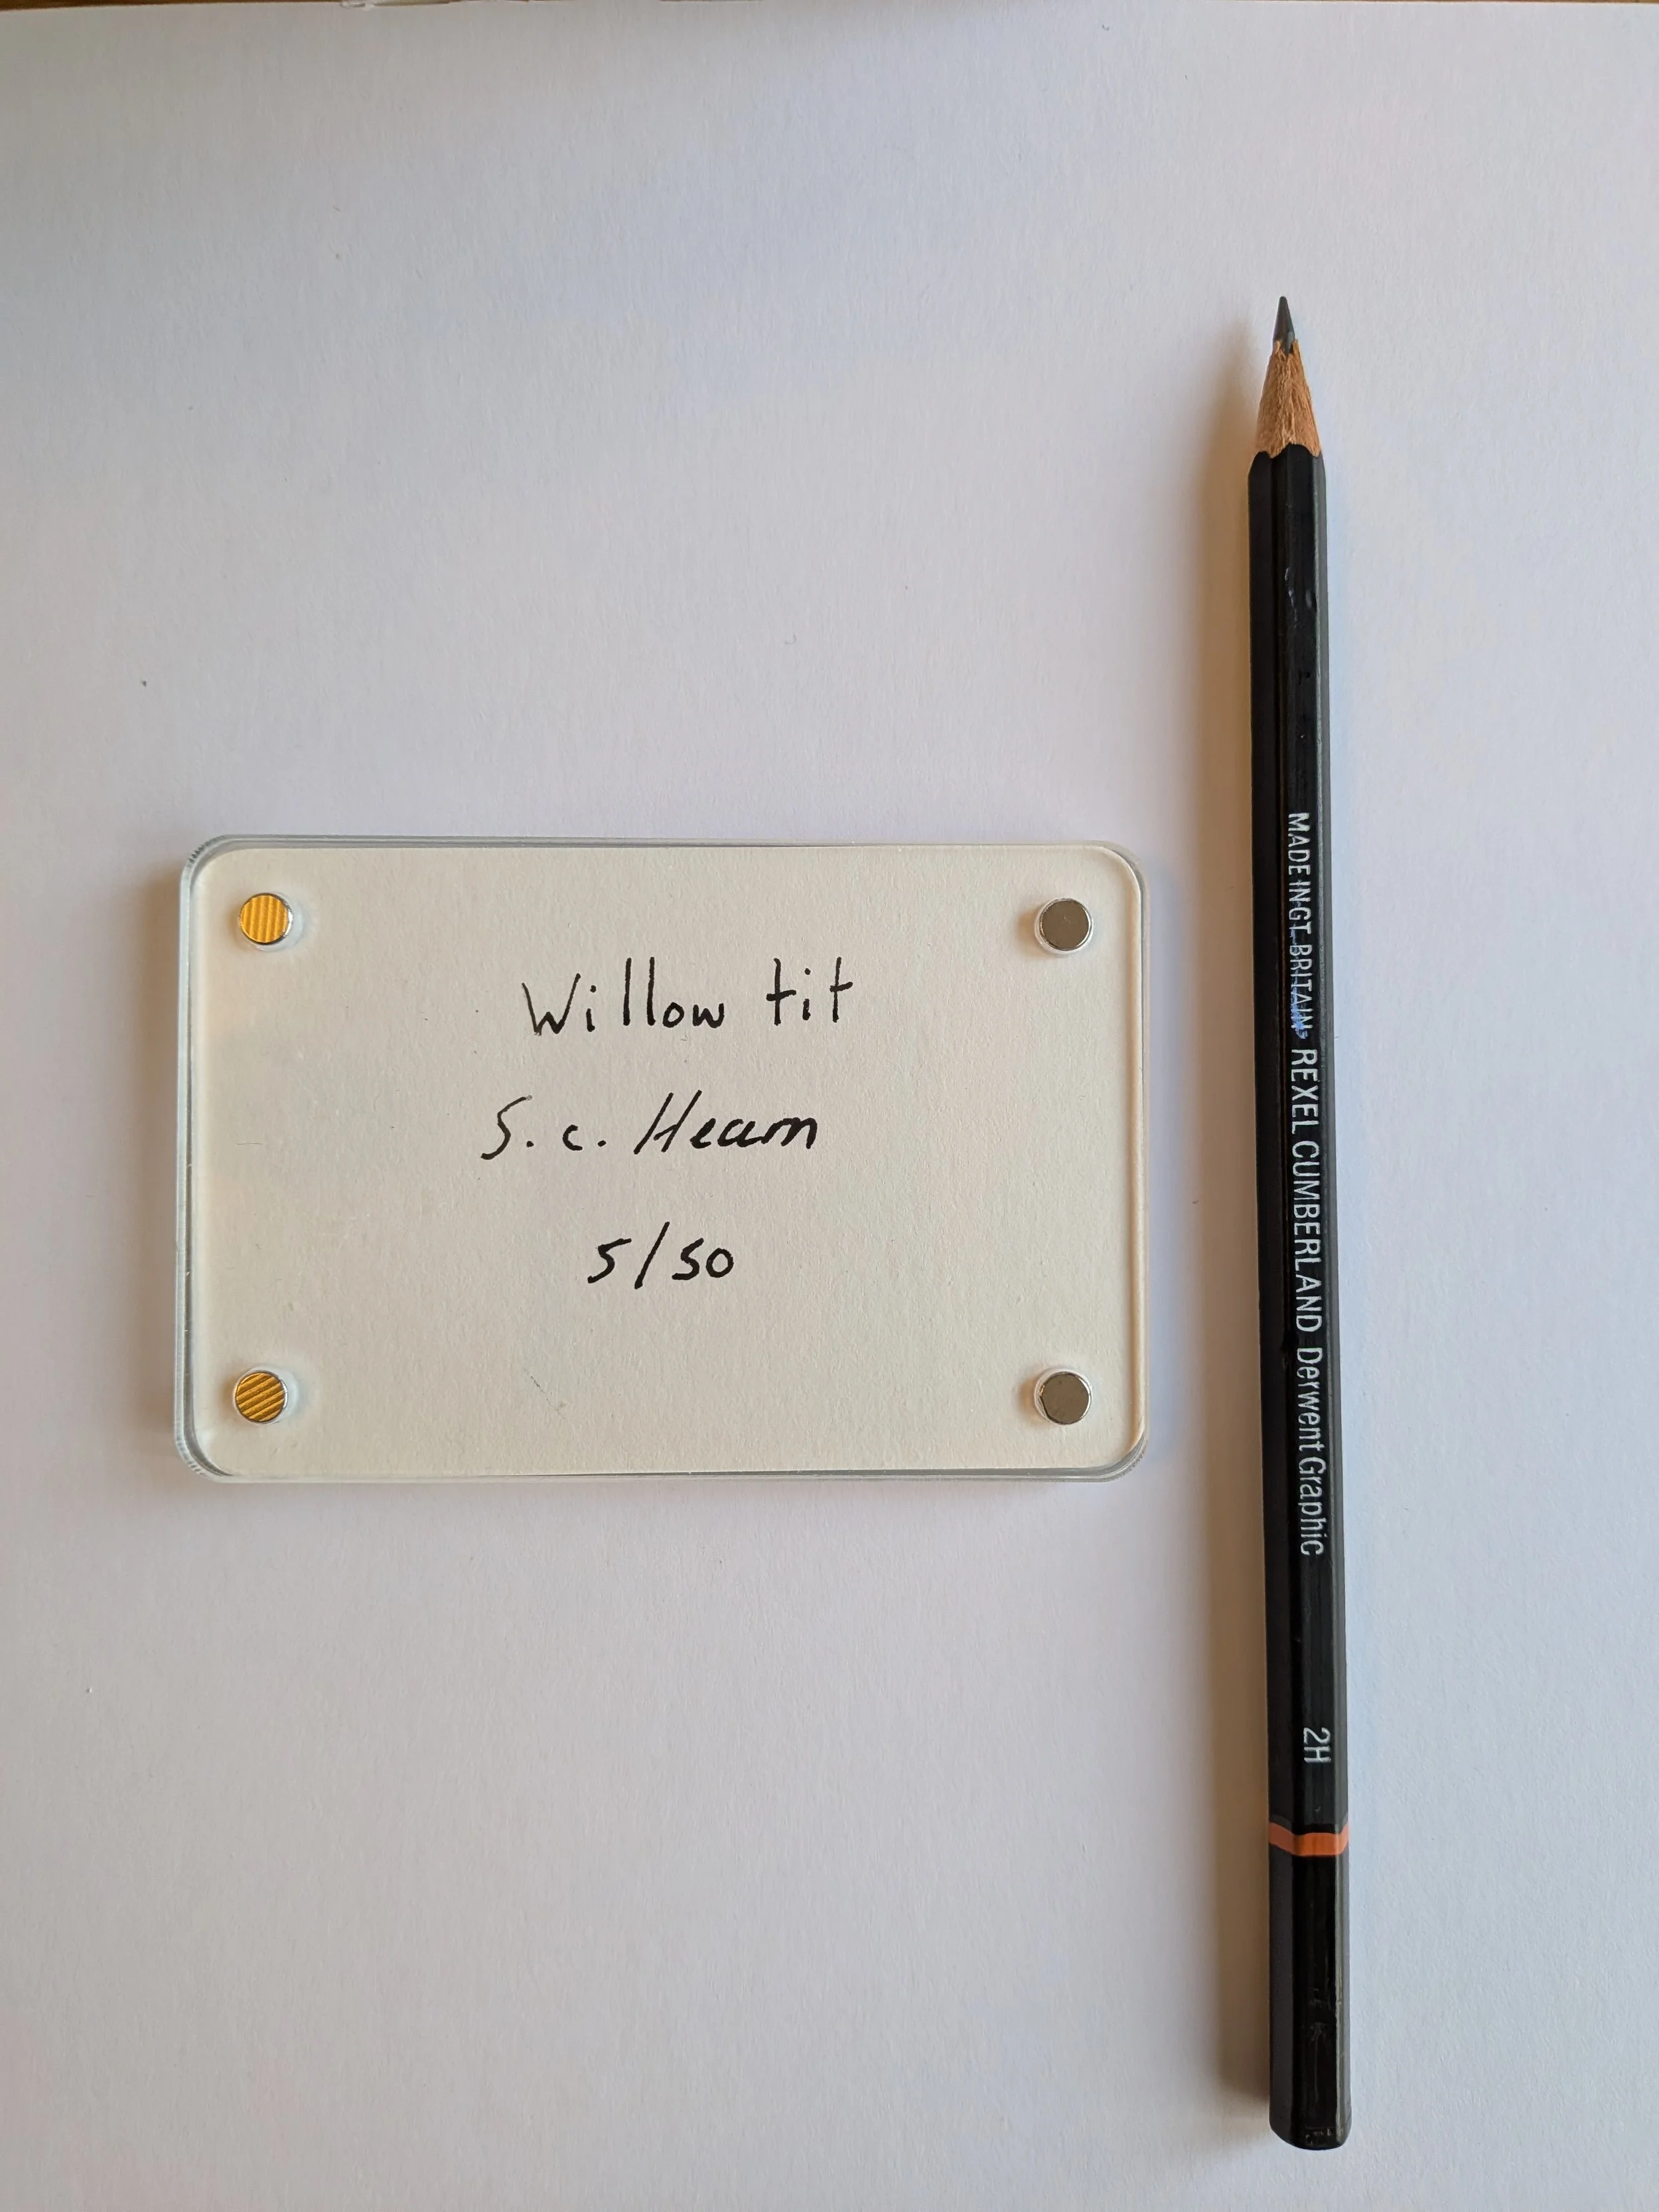 Willow tit
S.C. Hearn
5/50
MADE IN GT. BRITAIN REXEL CUMBERLAND Derwent Graphic 2H